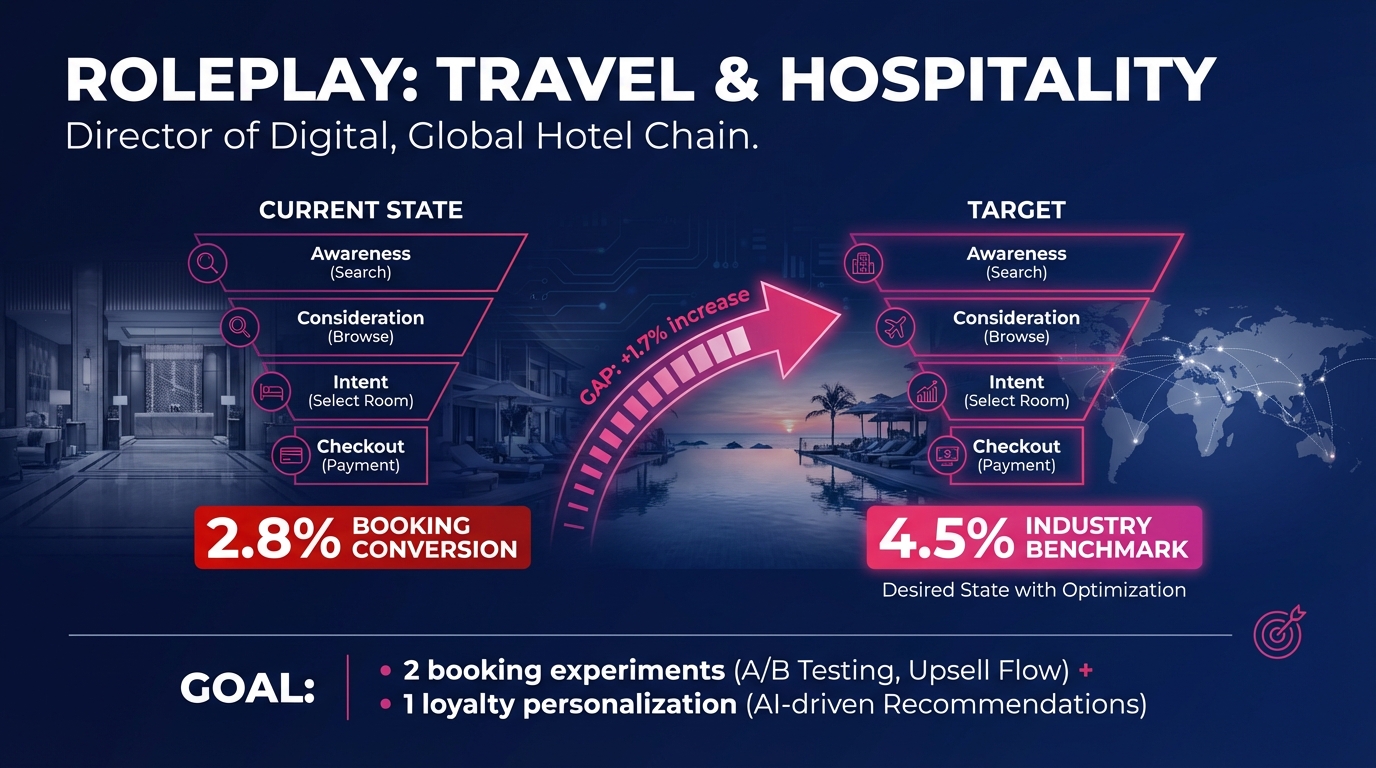 ROLEPLAY: TRAVEL & HOSPITALITY
Director of Digital, Global Hotel Chain.
CURRENT STATE
Awareness
(Search)
Consideration
(Browse)
Intent
(Select Room)
Checkout
(Payment)
2.8% BOOKING
CONVERSION
GAP: +1.7% increase
TARGET
Awareness
(Search)
Consideration
(Browse)
Intent
(Select Room)
Checkout
(Payment)
4.5% INDUSTRY
BENCHMARK
Desired State with Optimization
GOAL:
• 2 booking experiments (A/B Testing, Upsell Flow) +
• 1 loyalty personalization (AI-driven Recommendations)